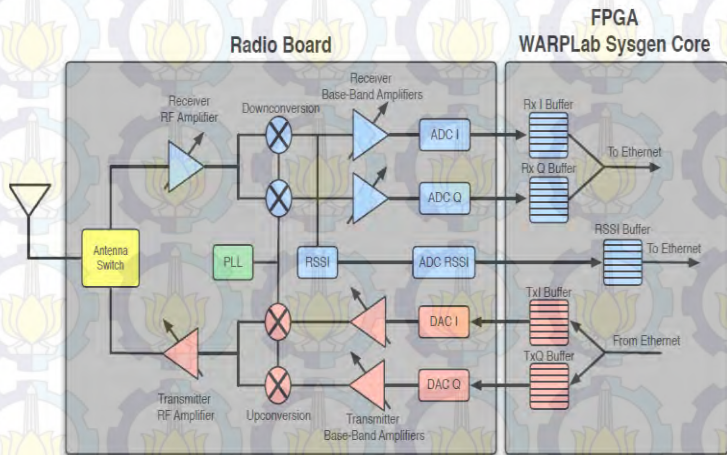 FPGA
WARPLab Sysgen Core
Radio Board
Receiver
RF Amplifier
Downconversion
Receiver
Base-Band Amplifiers
ADC I
ADC Q
Rx I Buffer
To Ethernet
Rx Q Buffer
RSSI Buffer
To Ethernet
Antenna
Switch
PLL
RSSI
ADC RSSI
DAC I
DAC Q
TxI Buffer
From Ethernet
TxQ Buffer
Transmitter
RF Amplifier
Upconversion
Transmitter
Base-Band Amplifiers